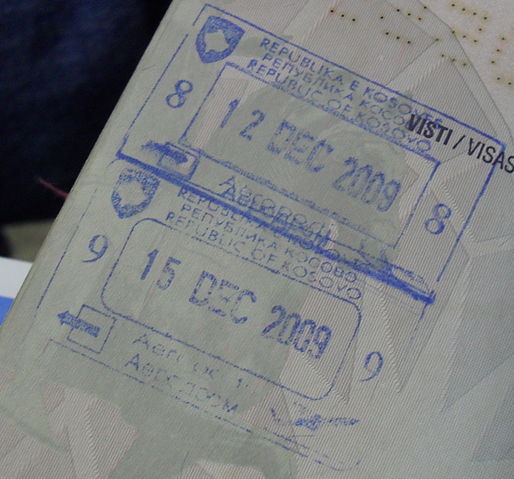 VISTI / VISAS
REPUBLIKA E KOSOVËS
РЕПУБЛИКА КОСОВО
REPUBLIC OF KOSOVO
8 12 DEC 2009 8
REPUBLIKA E KOSOVËS
РЕПУБЛИКА КОСОВО
REPUBLIC OF KOSOVO
9 15 DEC 2009 9
Аеродром